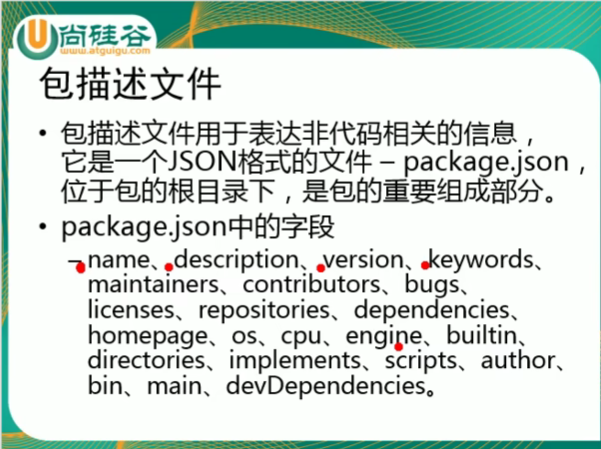 尚硅谷
www.atguigu.com
包描述文件
• 包描述文件用于表达非代码相关的信息，
它是一个JSON格式的文件 – package.json，
位于包的根目录下，是包的重要组成部分。
• package.json中的字段
– name、description、version、keywords、
maintainers、contributors、bugs、
licenses、repositories、dependencies、
homepage、os、cpu、engine、builtin、
directories、implements、scripts、author、
bin、main、devDependencies。